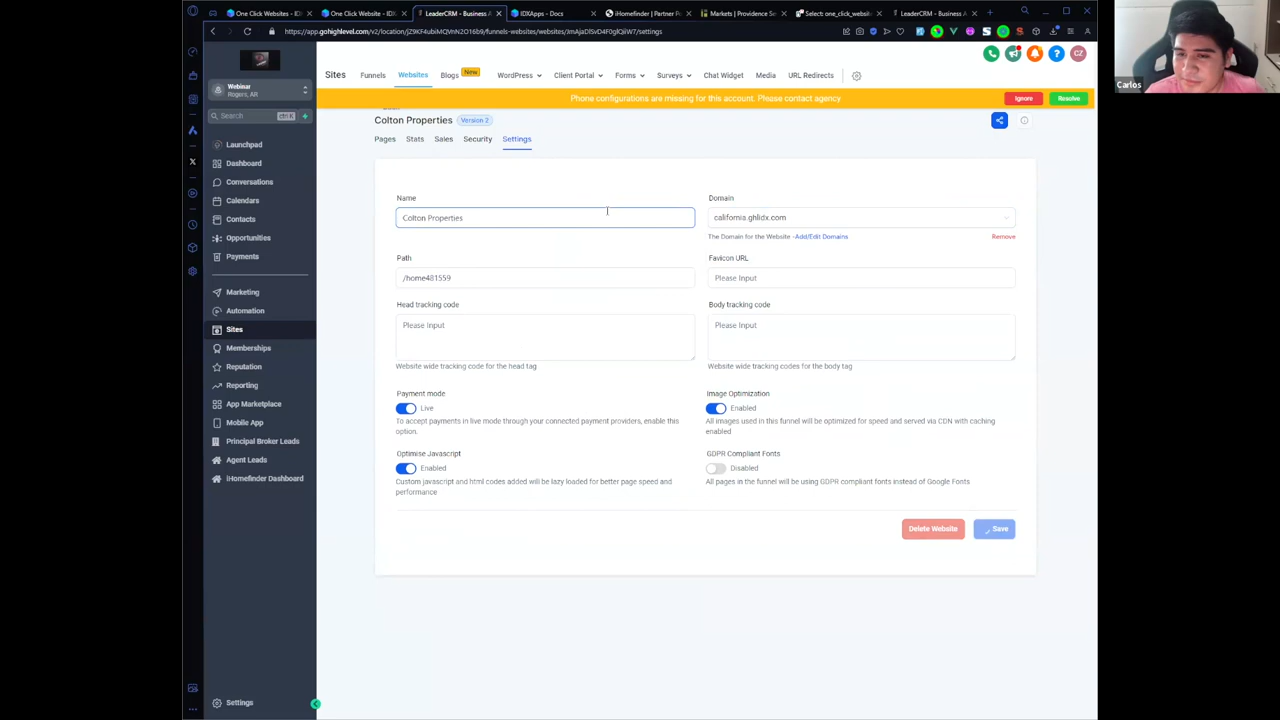 One Click Websites - IDX
One Click Website - IDX
LeaderCRM - Business A
IDXApps - Docs
iHomefinder | Partner Po
Markets | Providence Se
Select: one_click_websit
LeaderCRM - Business A
https://app.gohighlevel.com/v2/location/jZ9KF4ubiMQVnN2O16b9/funnels-websites/websites/JmAjaDlSvD4F0glQiiW7/settings
Carlos
Webinar
Rogers, AR
Search
ctrl K
Launchpad
Dashboard
Conversations
Calendars
Contacts
Opportunities
Payments
Marketing
Automation
Sites
Memberships
Reputation
Reporting
App Marketplace
Mobile App
Principal Broker Leads
Agent Leads
iHomefinder Dashboard
Settings
Sites
Funnels
Websites
Blogs
New
WordPress
Client Portal
Forms
Surveys
Chat Widget
Media
URL Redirects
CZ
Phone configurations are missing for this account. Please contact agency
Ignore
Resolve
Colton Properties
Version 2
Pages
Stats
Sales
Security
Settings
Name
Colton Properties
Domain
california.ghlidx.com
The Domain for the Website -Add/Edit Domains
Remove
Path
/home481559
Favicon URL
Please Input
Head tracking code
Please Input
Website wide tracking code for the head tag
Body tracking code
Please Input
Website wide tracking codes for the body tag
Payment mode
Live
To accept payments in live mode through your connected payment providers, enable this
option.
Image Optimization
Enabled
All images used in this funnel will be optimized for speed and served via CDN with caching
enabled
Optimise Javascript
Enabled
Custom javascript and html codes added will be lazy loaded for better page speed and
performance
GDPR Compliant Fonts
Disabled
All pages in the funnel will be using GDPR compliant fonts instead of Google Fonts
Delete Website
Save